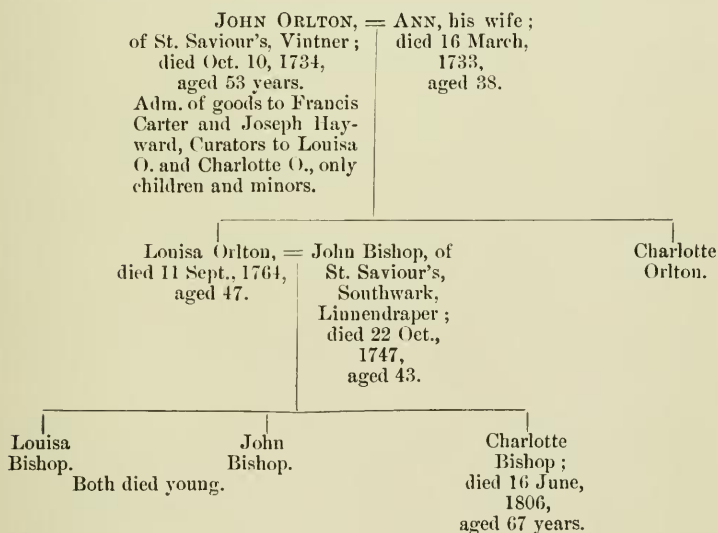 JOHN ORLTON, = ANN, his wife ;
of St. Saviour's, Vintner ; died 16 March,
died Oct. 10, 1734, 1733,
aged 53 years. aged 38.
Adm. of goods to Francis
Carter and Joseph Hay-
ward, Curators to Louisa
O. and Charlotte O., only
children and minors.
Louisa Orlton, = John Bishop, of Charlotte
died 11 Sept., 1764, St. Saviour's, Orlton.
aged 47. Southwark,
Linnendraper ;
died 22 Oct.,
1747,
aged 43.
Louisa John Charlotte
Bishop. Bishop. Bishop ;
Both died young. died 16 June,
1806,
aged 67 years.